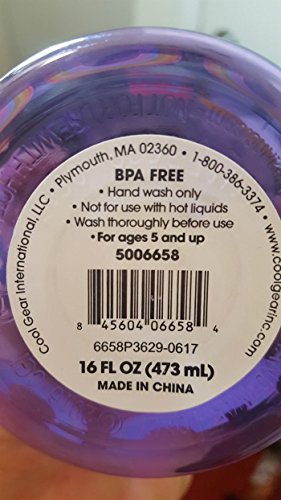 Cool Gear International, LLC • Plymouth, MA 02360 • 1-800-386-3374 • www.coolgearinc.com
BPA FREE
• Hand wash only
• Not for use with hot liquids
• Wash thoroughly before use
• For ages 5 and up
5006658
8 45604 06658 4
6658P3629-0617
16 FL OZ (473 mL)
MADE IN CHINA